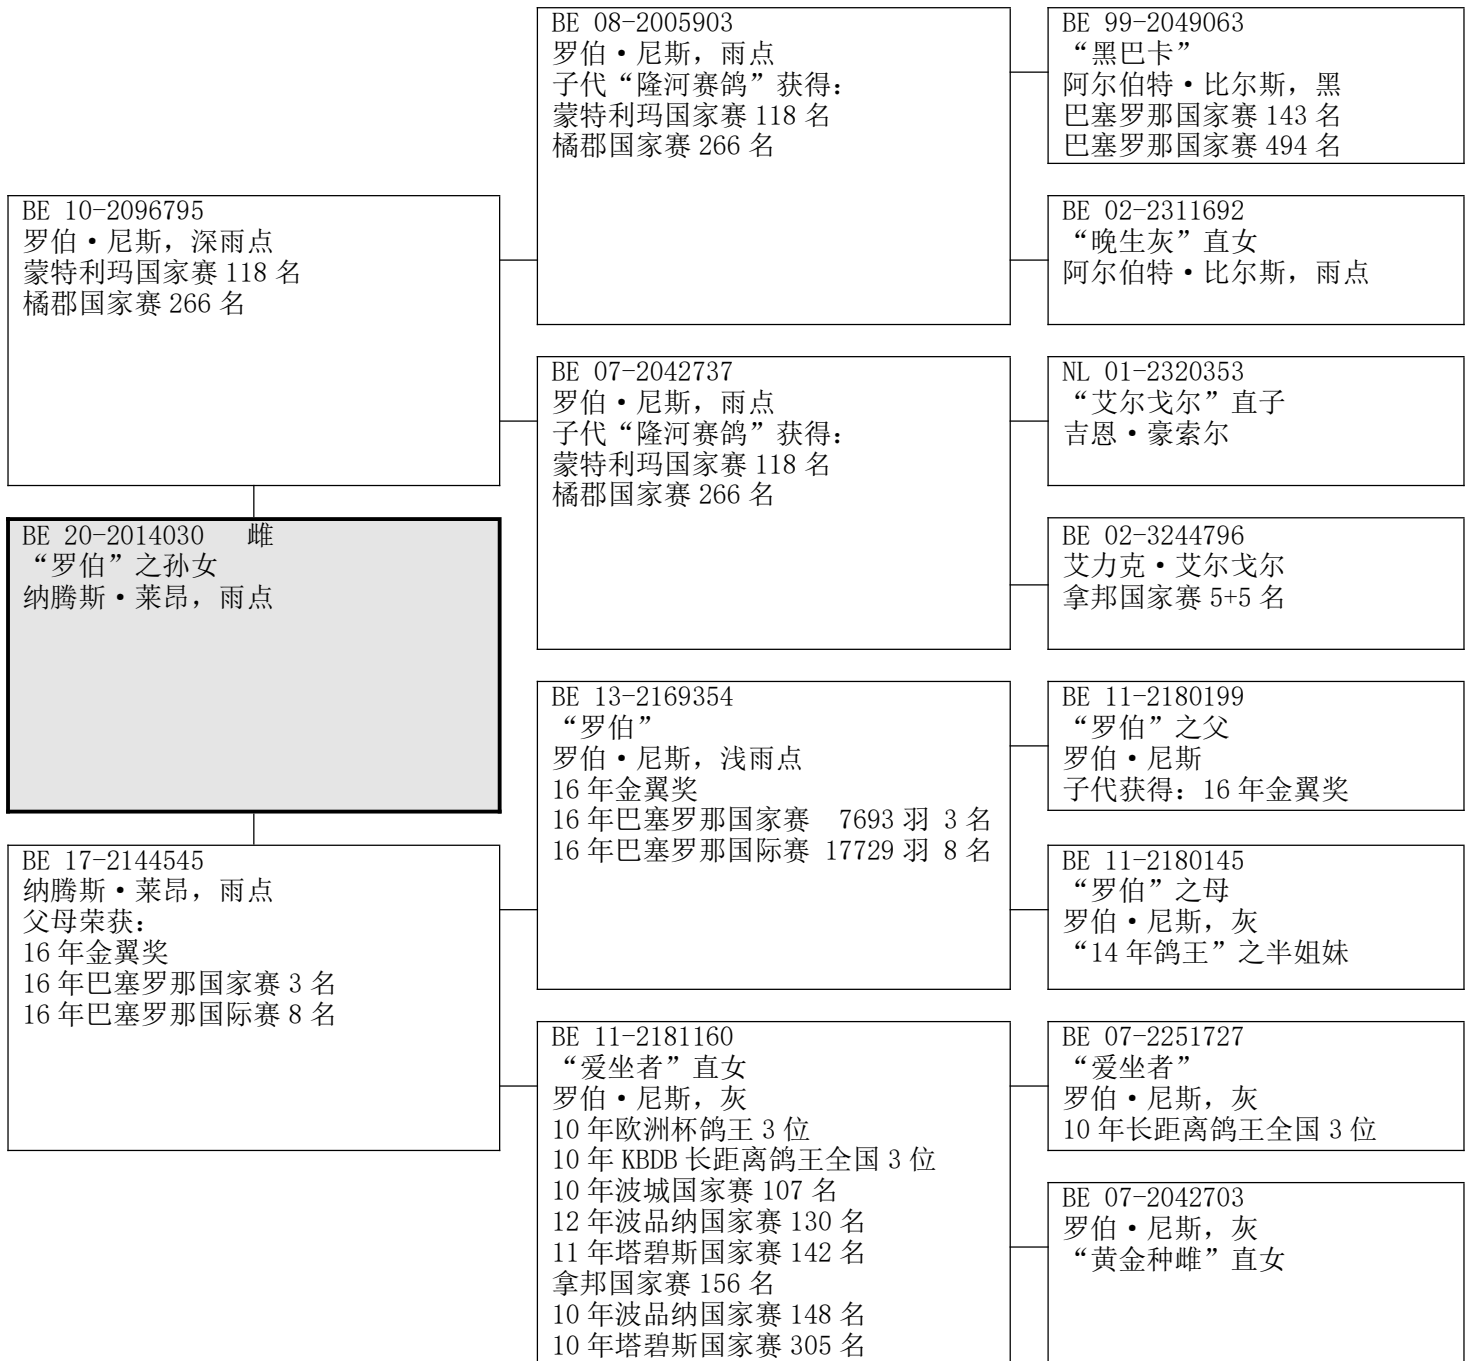 BE 08-2005903
罗伯·尼斯，雨点
子代“隆河赛鸽”获得：
蒙特利玛国家赛 118 名
橘郡国家赛 266 名
BE 99-2049063
“黑巴卡”
阿尔伯特·比尔斯，黑
巴塞罗那国家赛 143 名
巴塞罗那国家赛 494 名
BE 10-2096795
罗伯·尼斯，深雨点
蒙特利玛国家赛 118 名
橘郡国家赛 266 名
BE 02-2311692
“晚生灰”直女
阿尔伯特·比尔斯，雨点
BE 07-2042737
罗伯·尼斯，雨点
子代“隆河赛鸽”获得：
蒙特利玛国家赛 118 名
橘郡国家赛 266 名
NL 01-2320353
“艾尔戈尔”直子
吉恩·豪索尔
BE 20-2014030 雌
“罗伯”之孙女
纳腾斯·莱昂，雨点
BE 02-3244796
艾力克·艾尔戈尔
拿邦国家赛 5+5 名
BE 13-2169354
“罗伯”
罗伯·尼斯，浅雨点
16 年金翼奖
16 年巴塞罗那国家赛 7693 羽 3 名
16 年巴塞罗那国际赛 17729 羽 8 名
BE 11-2180199
“罗伯”之父
罗伯·尼斯
子代获得：16 年金翼奖
BE 17-2144545
纳腾斯·莱昂，雨点
父母荣获：
16 年金翼奖
16 年巴塞罗那国家赛 3 名
16 年巴塞罗那国际赛 8 名
BE 11-2180145
“罗伯”之母
罗伯·尼斯，灰
“14 年鸽王”之半姐妹
BE 11-2181160
“爱坐者”直女
罗伯·尼斯，灰
10 年欧洲杯鸽王 3 位
10 年 KBDB 长距离鸽王全国 3 位
10 年波城国家赛 107 名
12 年波品纳国家赛 130 名
11 年塔碧斯国家赛 142 名
拿邦国家赛 156 名
10 年波品纳国家赛 148 名
10 年塔碧斯国家赛 305 名
BE 07-2251727
“爱坐者”
罗伯·尼斯，灰
10 年长距离鸽王全国 3 位
BE 07-2042703
罗伯·尼斯，灰
“黄金种雌”直女